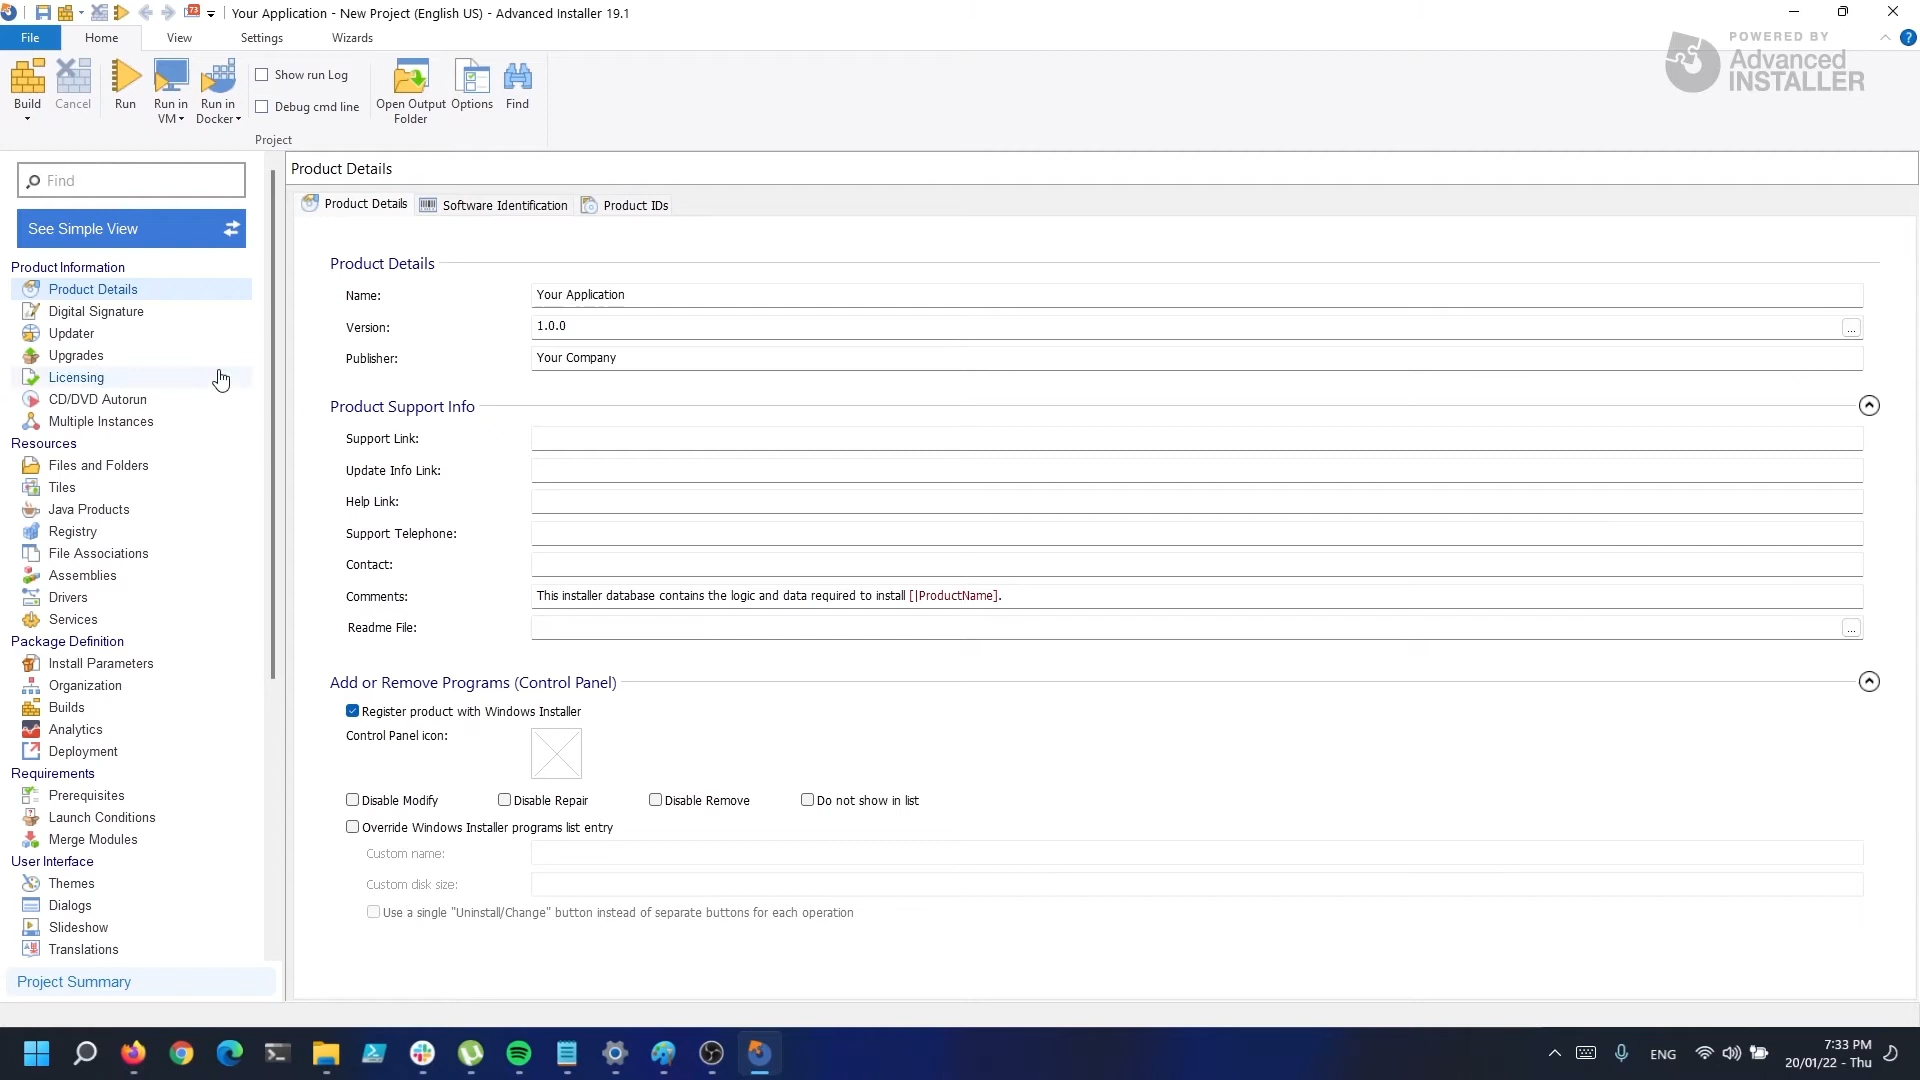 Your Application - New Project (English US) - Advanced Installer 19.1
File
Home
View
Settings
Wizards
POWERED BY
Advanced
INSTALLER
Build
Cancel
Run
Run in
VM
Run in
Docker
Show run Log
Debug cmd line
Open Output
Folder
Options
Find
Project
Find
See Simple View
Product Information
Product Details
Digital Signature
Updater
Upgrades
Licensing
CD/DVD Autorun
Multiple Instances
Resources
Files and Folders
Tiles
Java Products
Registry
File Associations
Assemblies
Drivers
Services
Package Definition
Install Parameters
Organization
Builds
Analytics
Deployment
Requirements
Prerequisites
Launch Conditions
Merge Modules
User Interface
Themes
Dialogs
Slideshow
Translations
Project Summary
Product Details
Product Details
Software Identification
Product IDs
Product Details
Name:
Your Application
Version:
1.0.0
...
Publisher:
Your Company
Product Support Info
Support Link:
Update Info Link:
Help Link:
Support Telephone:
Contact:
Comments:
This installer database contains the logic and data required to install [|ProductName].
Readme File:
...
Add or Remove Programs (Control Panel)
Register product with Windows Installer
Control Panel icon:
Disable Modify
Disable Repair
Disable Remove
Do not show in list
Override Windows Installer programs list entry
Custom name:
Custom disk size:
Use a single "Uninstall/Change" button instead of separate buttons for each operation
ENG
7:33 PM
20/01/22 - Thu